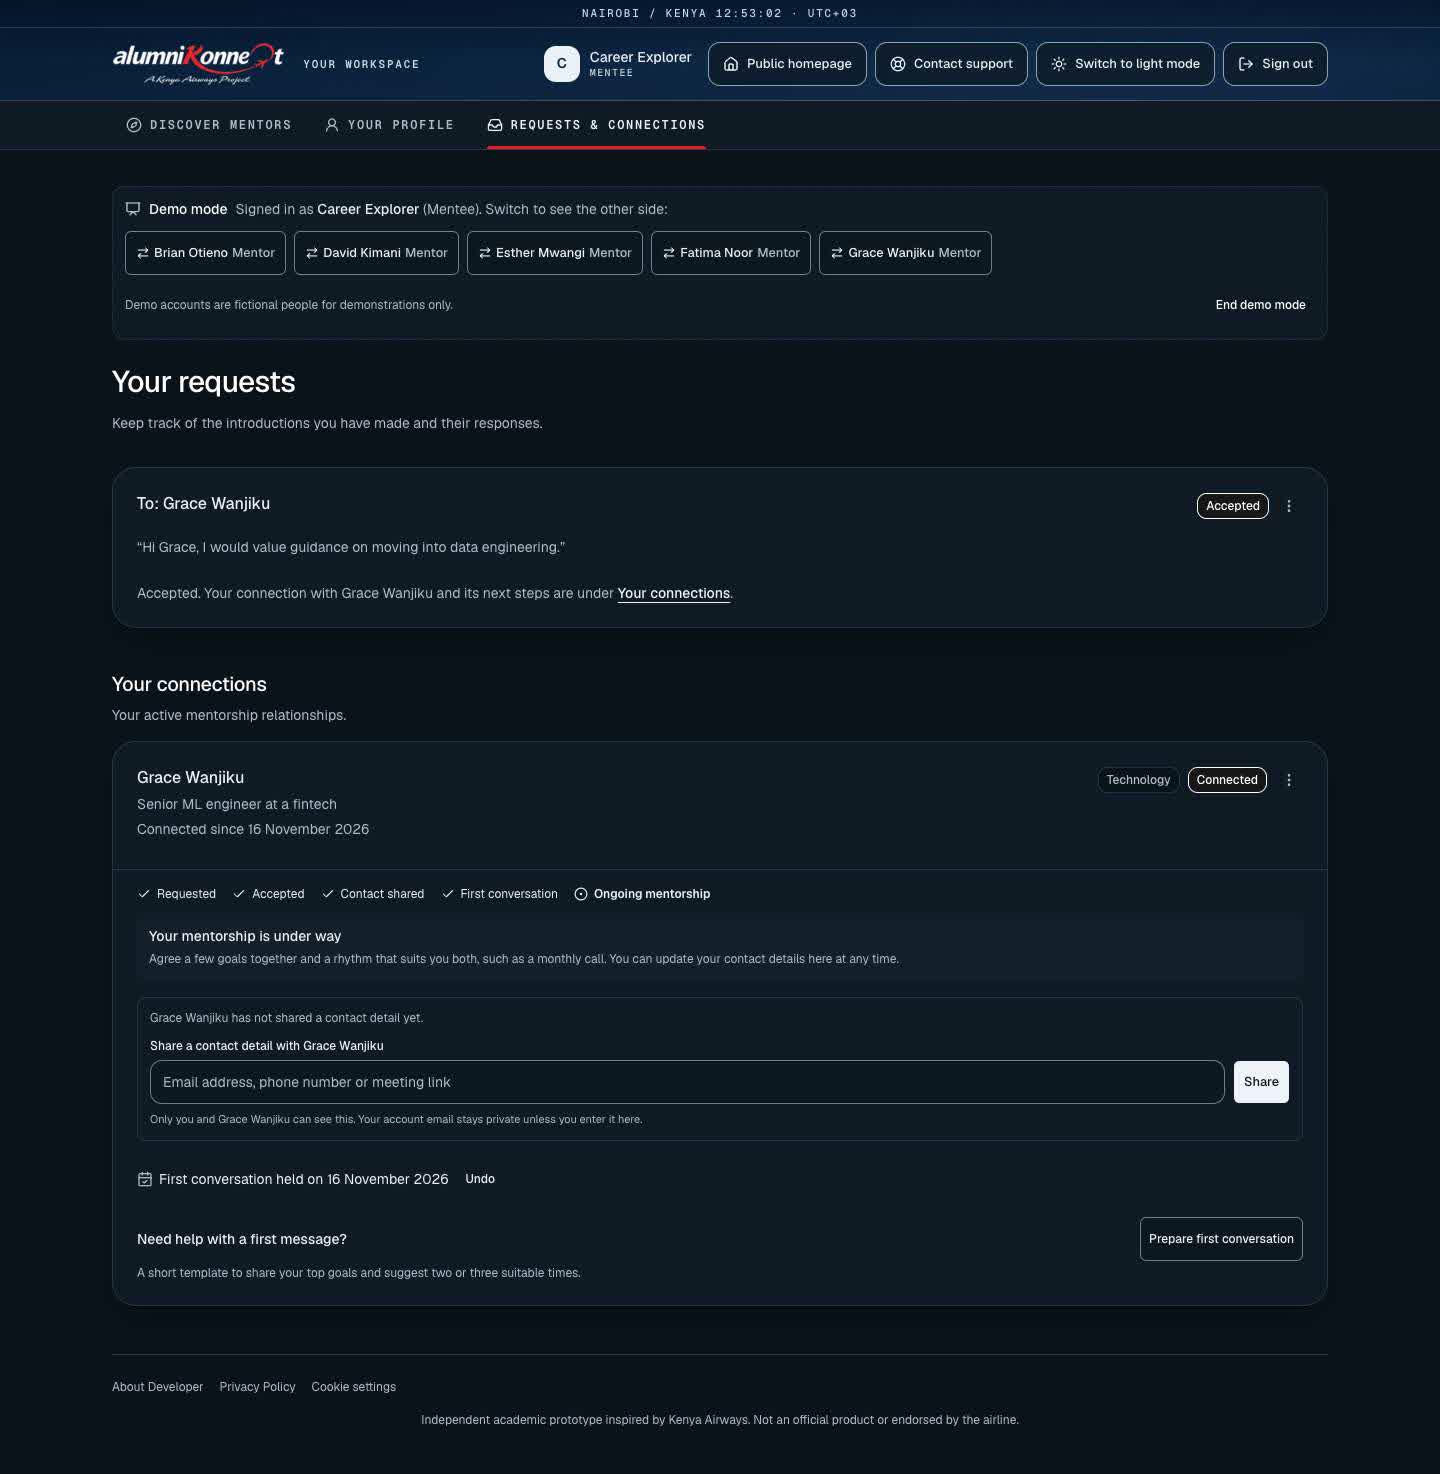 NAIROBI / KENYA 12:53:02 · UTC+03
alumniKonnect
A Kenya Airways Project
YOUR WORKSPACE
C
Career Explorer
MENTEE
Public homepage
Contact support
Switch to light mode
Sign out
DISCOVER MENTORS
YOUR PROFILE
REQUESTS & CONNECTIONS
Demo mode Signed in as Career Explorer (Mentee). Switch to see the other side:
Brian Otieno Mentor
David Kimani Mentor
Esther Mwangi Mentor
Fatima Noor Mentor
Grace Wanjiku Mentor
Demo accounts are fictional people for demonstrations only.
End demo mode
Your requests
Keep track of the introductions you have made and their responses.
To: Grace Wanjiku
Accepted
“Hi Grace, I would value guidance on moving into data engineering.”
Accepted. Your connection with Grace Wanjiku and its next steps are under Your connections.
Your connections
Your active mentorship relationships.
Grace Wanjiku
Technology
Connected
Senior ML engineer at a fintech
Connected since 16 November 2026
Requested
Accepted
Contact shared
First conversation
Ongoing mentorship
Your mentorship is under way
Agree a few goals together and a rhythm that suits you both, such as a monthly call. You can update your contact details here at any time.
Grace Wanjiku has not shared a contact detail yet.
Share a contact detail with Grace Wanjiku
Email address, phone number or meeting link
Share
Only you and Grace Wanjiku can see this. Your account email stays private unless you enter it here.
First conversation held on 16 November 2026
Undo
Need help with a first message?
Prepare first conversation
A short template to share your top goals and suggest two or three suitable times.
About Developer
Privacy Policy
Cookie settings
Independent academic prototype inspired by Kenya Airways. Not an official product or endorsed by the airline.